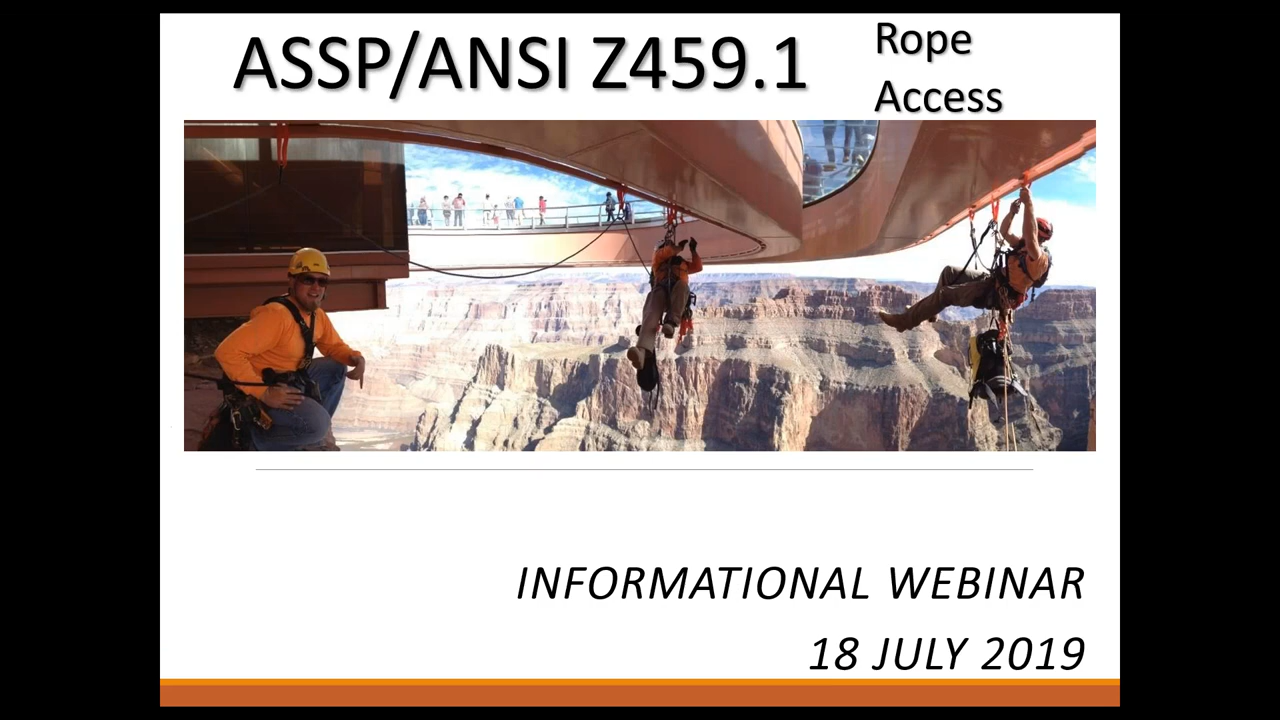 ASSP/ANSI Z459.1
Rope
Access
INFORMATIONAL WEBINAR
18 JULY 2019